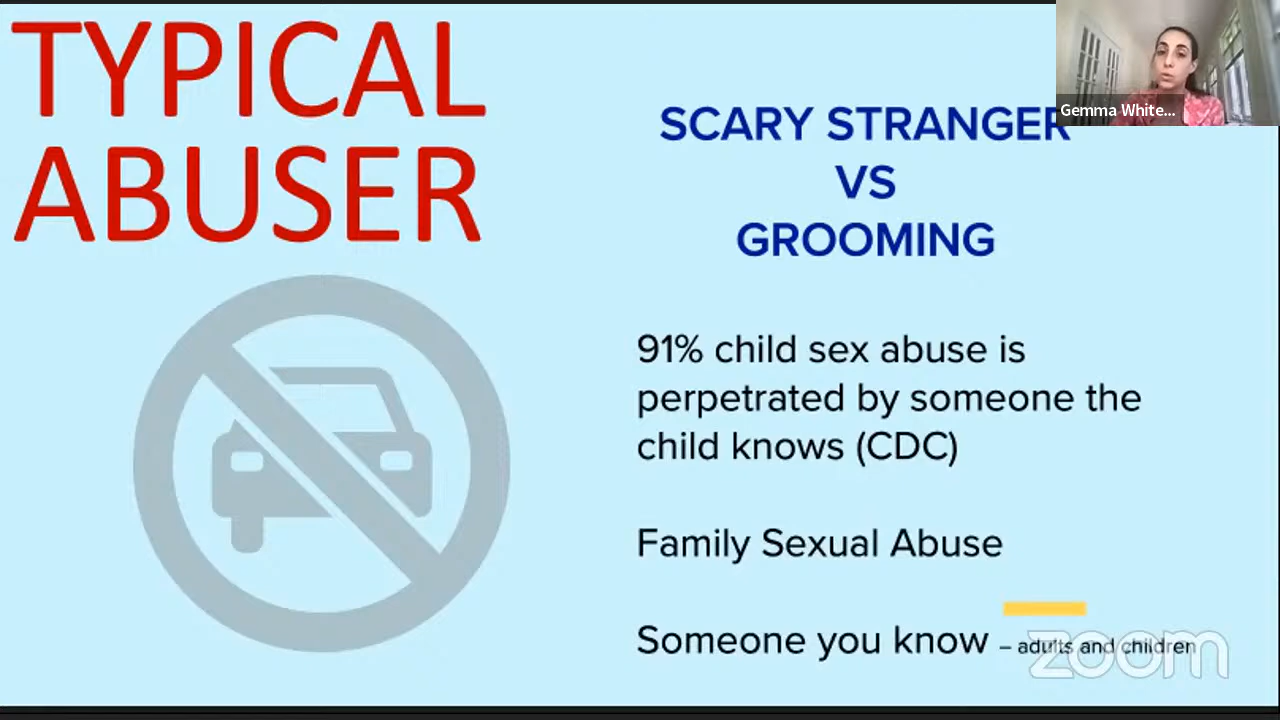 TYPICAL
ABUSER
Gemma White...
SCARY STRANGER
VS
GROOMING
91% child sex abuse is
perpetrated by someone the
child knows (CDC)
Family Sexual Abuse
Someone you know – adults and children
zoom